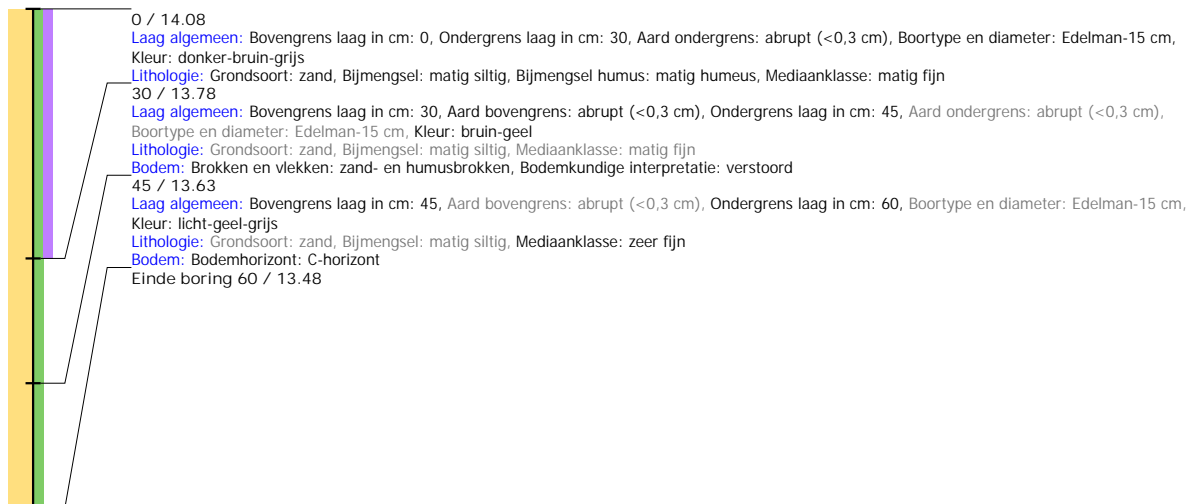 0 / 14.08
Laag algemeen: Bovengrens laag in cm: 0, Ondergrens laag in cm: 30, Aard ondergrens: abrupt (<0,3 cm), Boortype en diameter: Edelman-15 cm,
Kleur: donker-bruin-grijs
Lithologie: Grondsoort: zand, Bijmengsel: matig siltig, Bijmengsel humus: matig humeus, Mediaanklasse: matig fijn
30 / 13.78
Laag algemeen: Bovengrens laag in cm: 30, Aard bovengrens: abrupt (<0,3 cm), Ondergrens laag in cm: 45, Aard ondergrens: abrupt (<0,3 cm),
Boortype en diameter: Edelman-15 cm, Kleur: bruin-geel
Lithologie: Grondsoort: zand, Bijmengsel: matig siltig, Mediaanklasse: matig fijn
Bodem: Brokken en vlekken: zand- en humusbrokken, Bodemkundige interpretatie: verstoord
45 / 13.63
Laag algemeen: Bovengrens laag in cm: 45, Aard bovengrens: abrupt (<0,3 cm), Ondergrens laag in cm: 60, Boortype en diameter: Edelman-15 cm,
Kleur: licht-geel-grijs
Lithologie: Grondsoort: zand, Bijmengsel: matig siltig, Mediaanklasse: zeer fijn
Bodem: Bodemhorizont: C-horizont
Einde boring 60 / 13.48